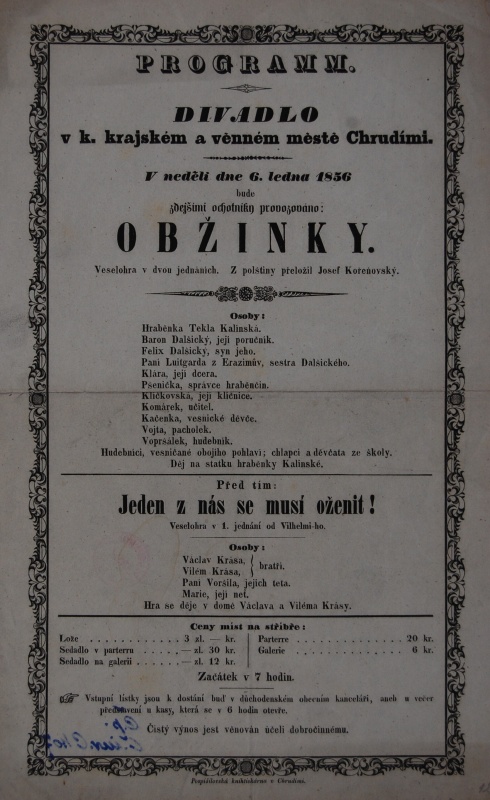 PROGRAMM.
DIVADLO
v k. krajském a věnném městě Chrudími.
V neděli dne 6. ledna 1856
bude
zdejšími ochotníky provozováno:
OBŽINKY.
Veselohra v dvou jednáních. Z polštiny přeložil Josef Kořeňovský.
Osoby:
Hraběnka Tekla Kalinská.
Baron Dalšický, její poručník.
Felix Dalšický, syn jeho.
Paní Luitgarda z Erazimův, sestra Dalšického.
Klára, její dcera.
Pšenička, správce hraběnčin.
Klíčkovská, její klíčnice.
Komárek, učitel.
Kačenka, vesnické děvče.
Vojta, pacholek.
Vopršálek, hudebník.
Hudebníci, vesničané obojího pohlaví; chlapci a děvčata ze školy.
Děj na statku hraběnky Kalinské.
Před tím:
Jeden z nás se musí oženit!
Veselohra v 1. jednání od Vilhelmi-ho.
Osoby:
Václav Krása,
Vilém Krása, } bratři.
Paní Voršila, jejich teta.
Marie, její neť.
Hra se děje v domě Václava a Viléma Krásy.
Ceny míst na stříbře:
Lože . . . . . . . . . . . . 3 zl. — kr.
Sedadlo v parterru . . . . . — zl. 30 kr.
Sedadlo na galerii . . . . . . — zl. 12 kr.
Parterre . . . . . . . . . . . . . . . 20 kr.
Galerie . . . . . . . . . . . . . . . 6 kr.
Začátek v 7 hodin.
☞ Vstupní lístky jsou k dostání buď v důchodenském obecním kanceláři, aneb u večer
představení u kasy, která se v 6 hodin otevře.
Čistý výnos jest věnován účeli dobročinnému.
Pospíšilovská knihtiskárna v Chrudimi.